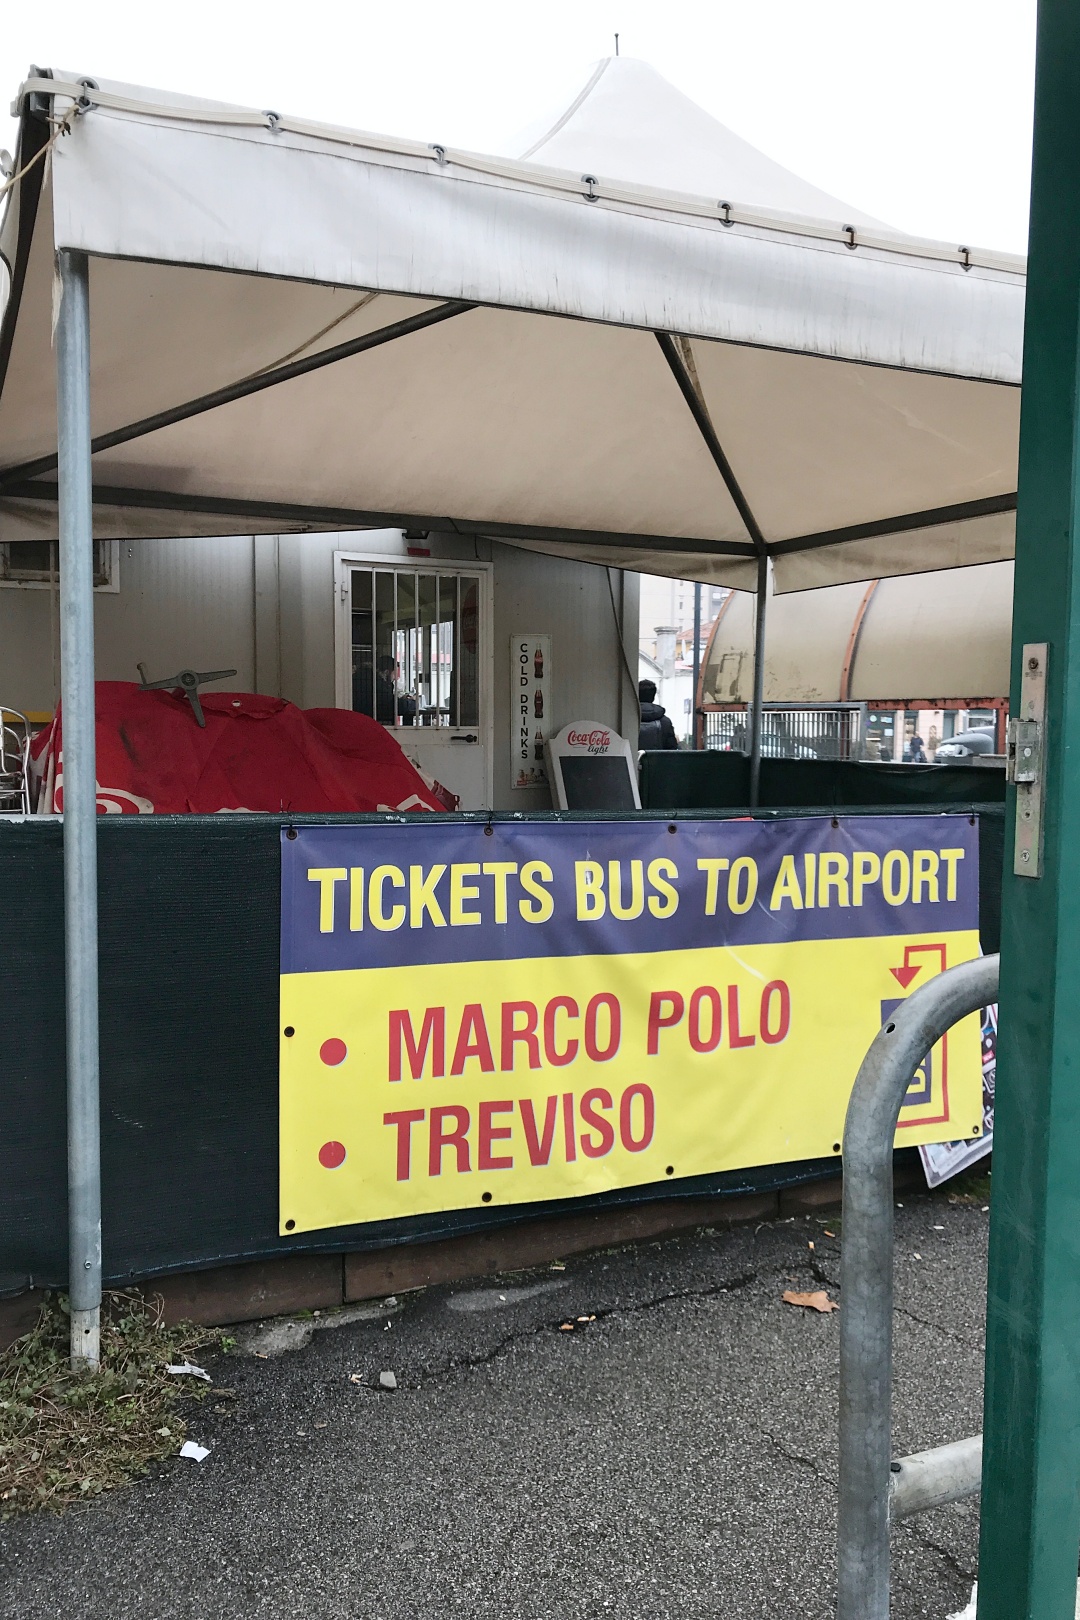 COLD DRINKS
Coca-Cola
light
TICKETS BUS TO AIRPORT
• MARCO POLO
• TREVISO